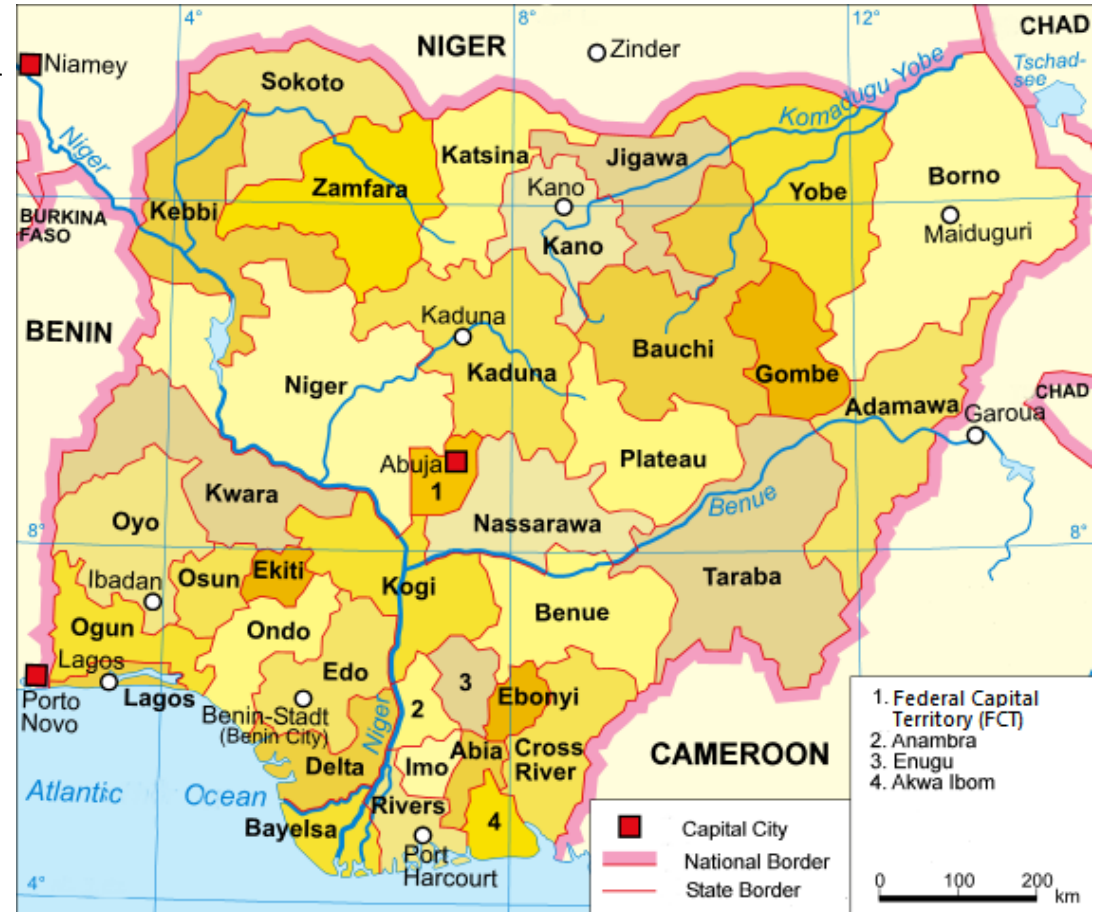 4°
8°
12°
CHAD
NIGER
Zinder
Niamey
Tschad-
see
Sokoto
Komadugu Yobe
Niger
Katsina
Jigawa
Zamfara
Kano
Yobe
Borno
BURKINA
FASO
Kebbi
Kano
Maiduguri
BENIN
Kaduna
Bauchi
Kaduna
Niger
Gombe
CHAD
Adamawa
Garoua
Abuja
Plateau
1
Kwara
Benue
Oyo
Nassarawa
8°
8°
Ibadan
Osun
Ekiti
Kogi
Taraba
Benue
Ogun
Ondo
Lagos
Edo
3
Ebonyi
Porto
Novo
Lagos
2
Benin-Stadt
(Benin City)
Niger
Abia
Cross
River
CAMEROON
Delta
Imo
Atlantic Ocean
Rivers
Bayelsa
4
Port
Harcourt
4°
1. Federal Capital
Territory (FCT)
2. Anambra
3. Enugu
4. Akwa Ibom
Capital City
National Border
State Border
0 100 200
km